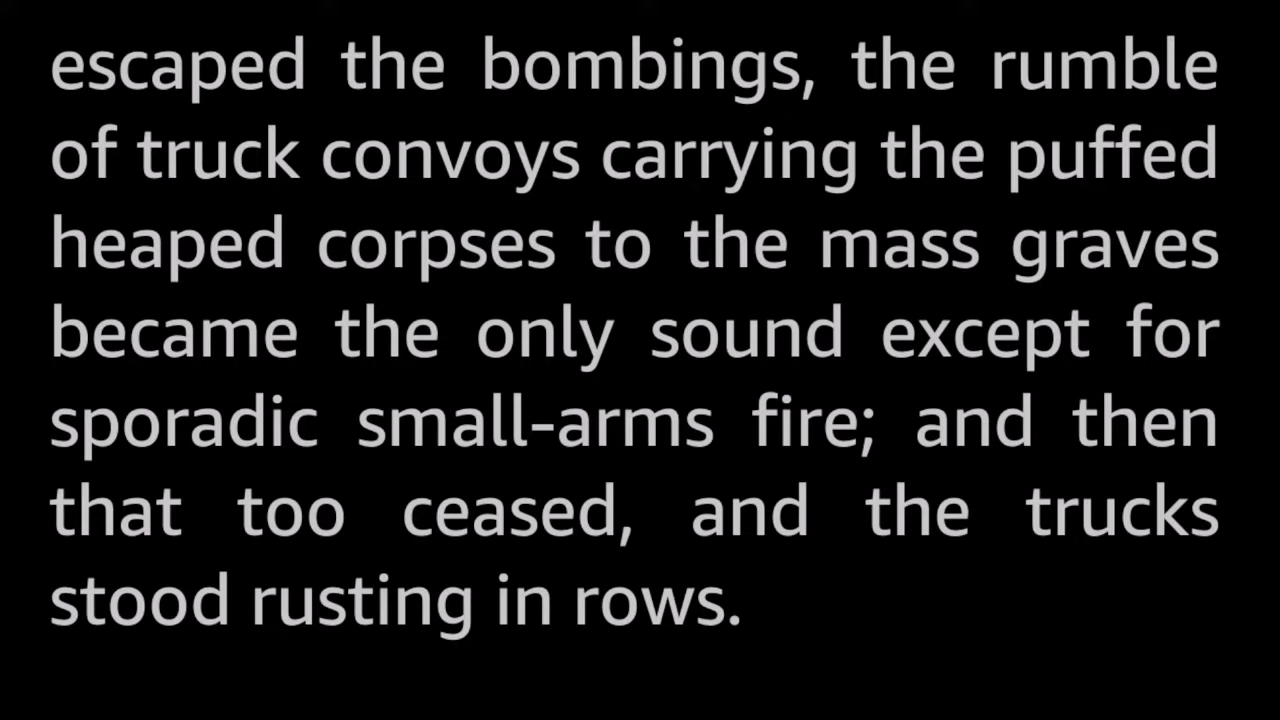 escaped the bombings, the rumble
of truck convoys carrying the puffed
heaped corpses to the mass graves
became the only sound except for
sporadic small-arms fire; and then
that too ceased, and the trucks
stood rusting in rows.